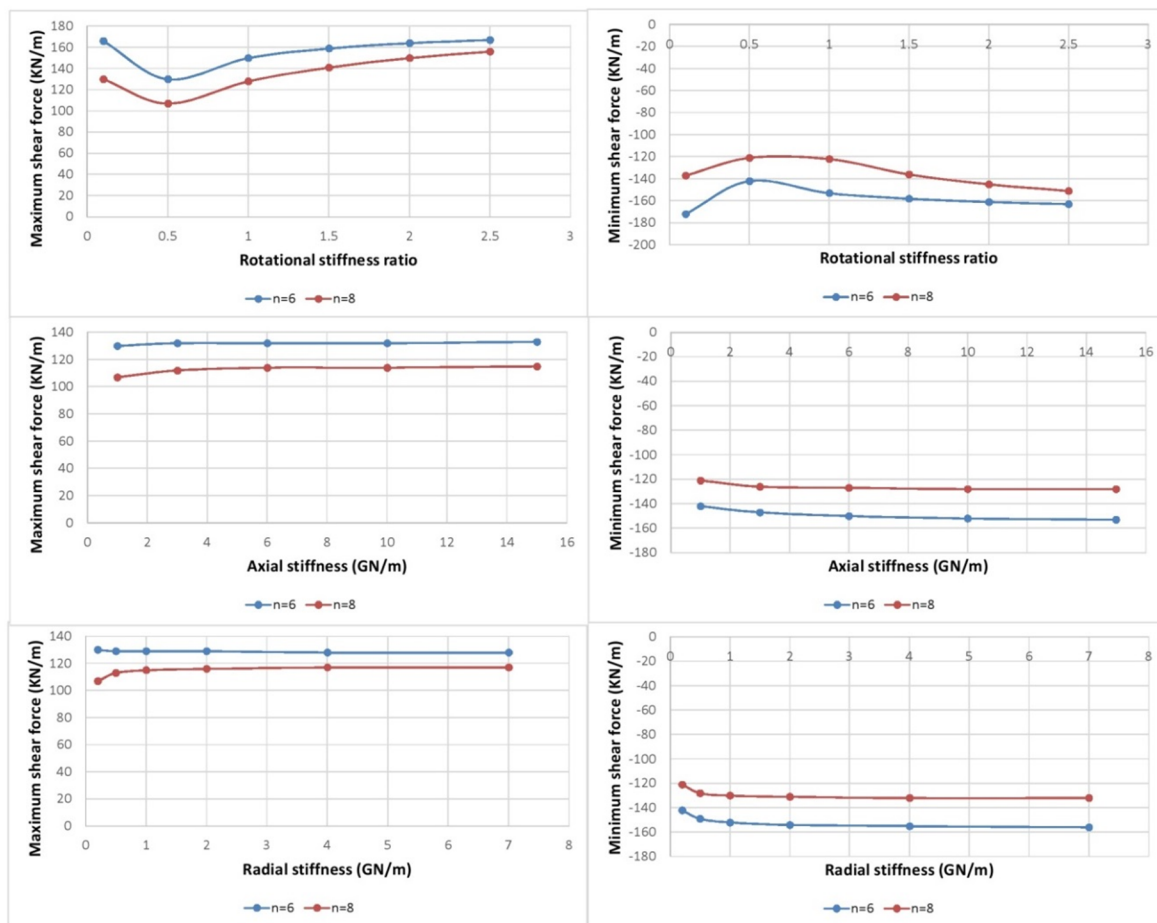 Maximum shear force (KN/m)
180
160
140
120
100
80
60
40
20
0
0 0.5 1 1.5 2 2.5 3
Rotational stiffness ratio
n=6 n=8
Minimum shear force (KN/m)
0
-20
-40
-60
-80
-100
-120
-140
-160
-180
-200
0 0.5 1 1.5 2 2.5 3
Rotational stiffness ratio
n=6 n=8
Maximum shear force (KN/m)
140
120
100
80
60
40
20
0
0 2 4 6 8 10 12 14 16
Axial stiffness (GN/m)
n=6 n=8
Minimum shear force (KN/m)
0
-20
-40
-60
-80
-100
-120
-140
-160
-180
0 2 4 6 8 10 12 14 16
Axial stiffness (GN/m)
n=6 n=8
Maximum shear force (KN/m)
140
120
100
80
60
40
20
0
0 1 2 3 4 5 6 7 8
Radial stiffness (GN/m)
n=6 n=8
Minimum shear force (KN/m)
0
-20
-40
-60
-80
-100
-120
-140
-160
-180
0 1 2 3 4 5 6 7 8
Radial stiffness (GN/m)
n=6 n=8